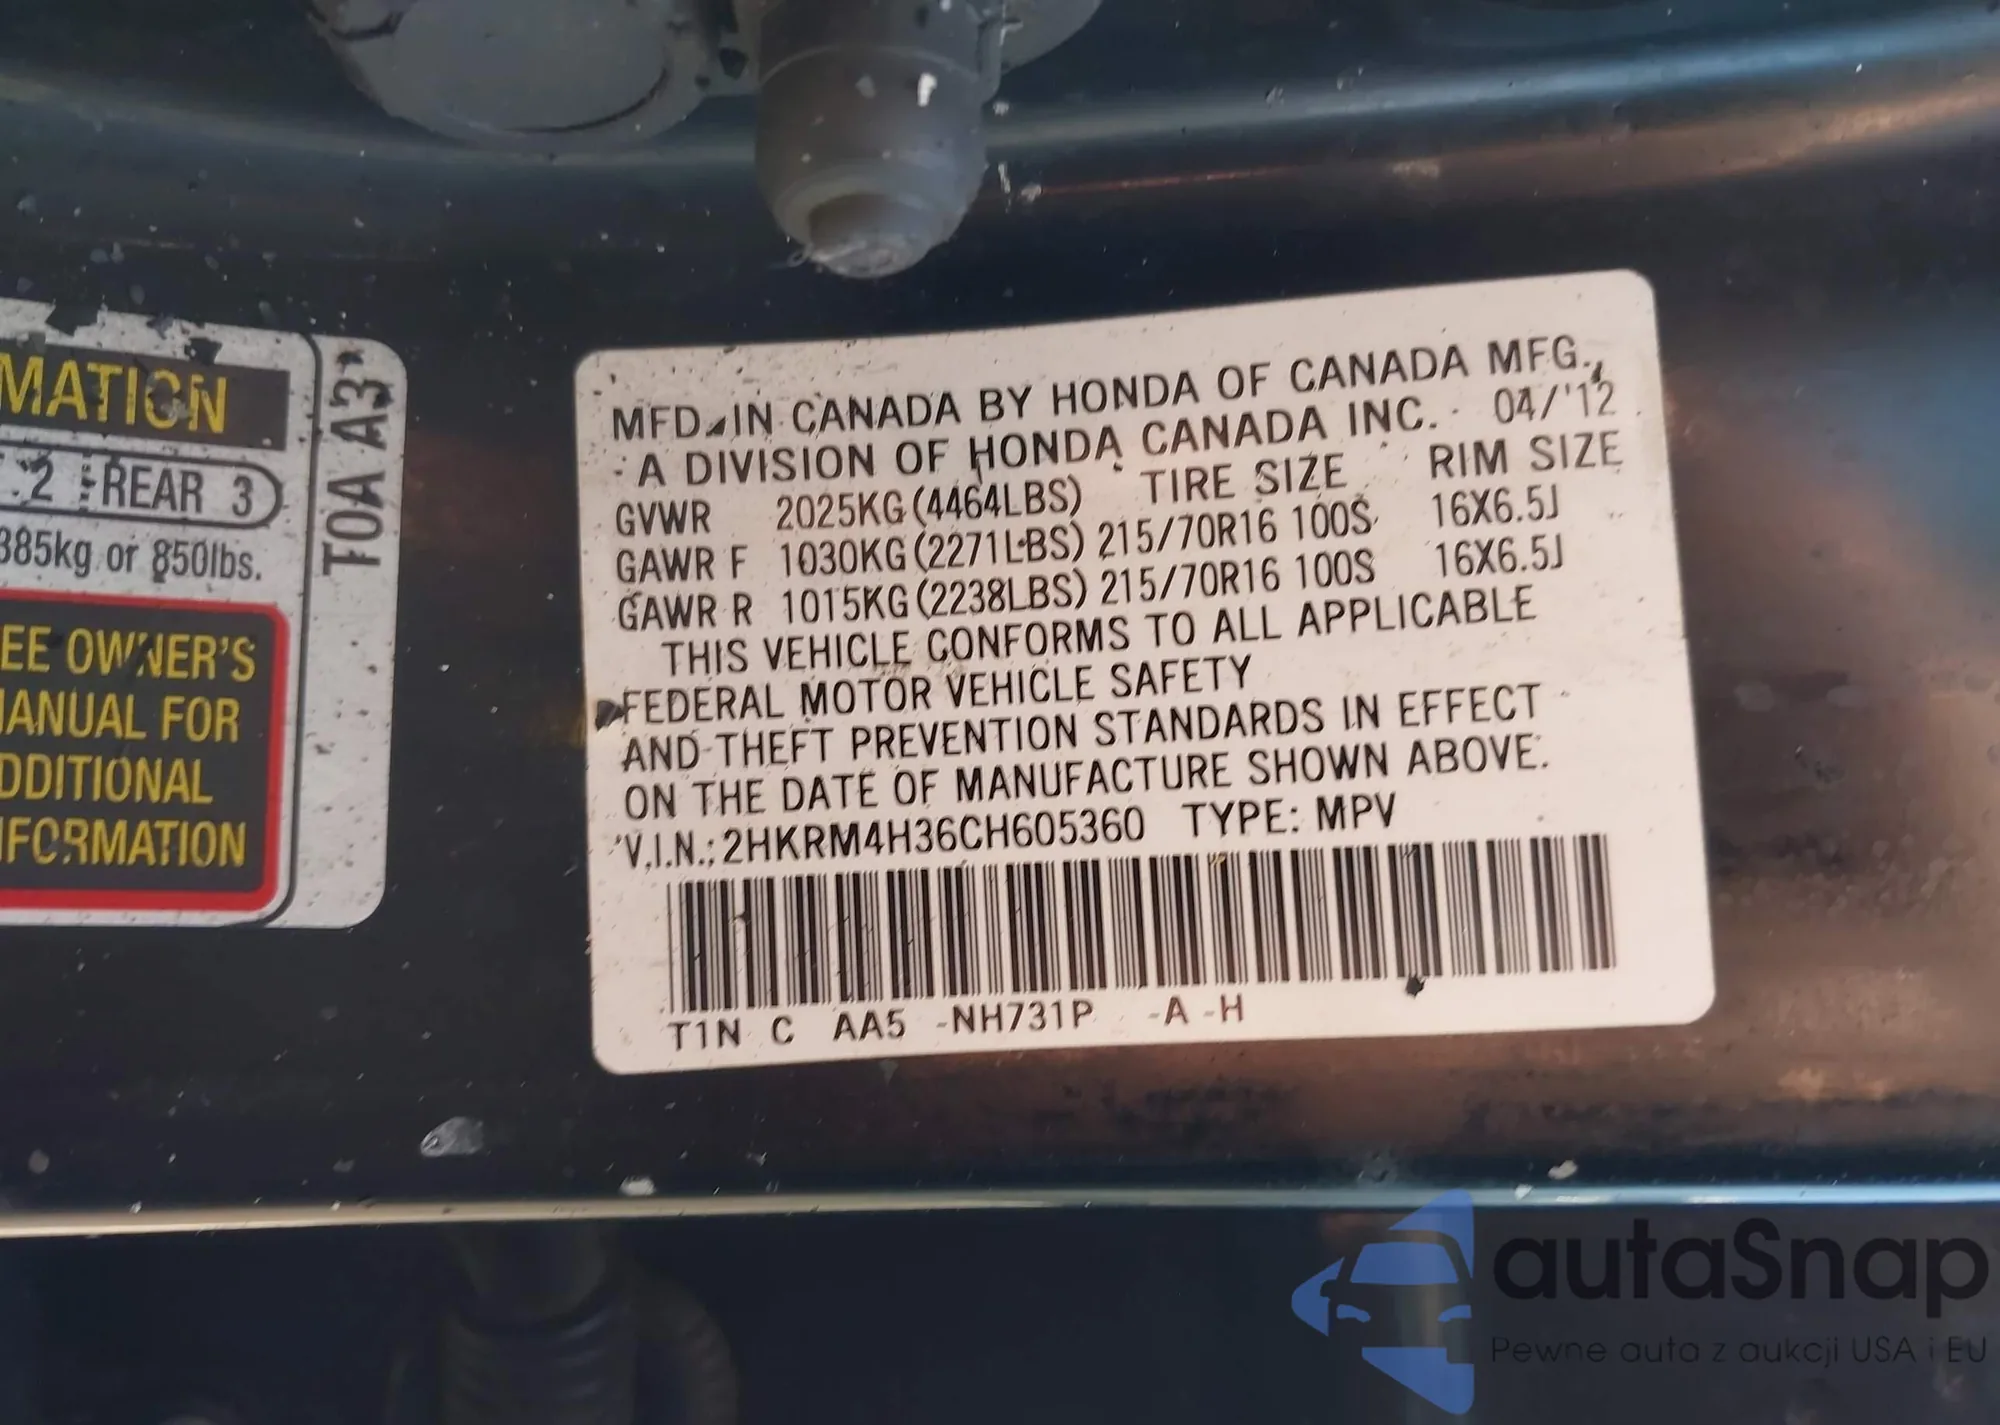 MATION
2 REAR 3
385kg or 850lbs.
EE OWNER'S
ANUAL FOR
DDITIONAL
FORMATION
T0A A3
MFD. IN CANADA BY HONDA OF CANADA MFG.,
A DIVISION OF HONDA CANADA INC. 04/'12
GVWR 2025KG (4464LBS) TIRE SIZE RIM SIZE
GAWR F 1030KG (2271LBS) 215/70R16 100S 16X6.5J
GAWR R 1015KG (2238LBS) 215/70R16 100S 16X6.5J
THIS VEHICLE CONFORMS TO ALL APPLICABLE
FEDERAL MOTOR VEHICLE SAFETY
AND THEFT PREVENTION STANDARDS IN EFFECT
ON THE DATE OF MANUFACTURE SHOWN ABOVE.
V.I.N.: 2HKRM4H36CH605360 TYPE: MPV
T1N C AA5 -NH731P -A -H
autaSnap
Pewne auta z aukcji USA i EU